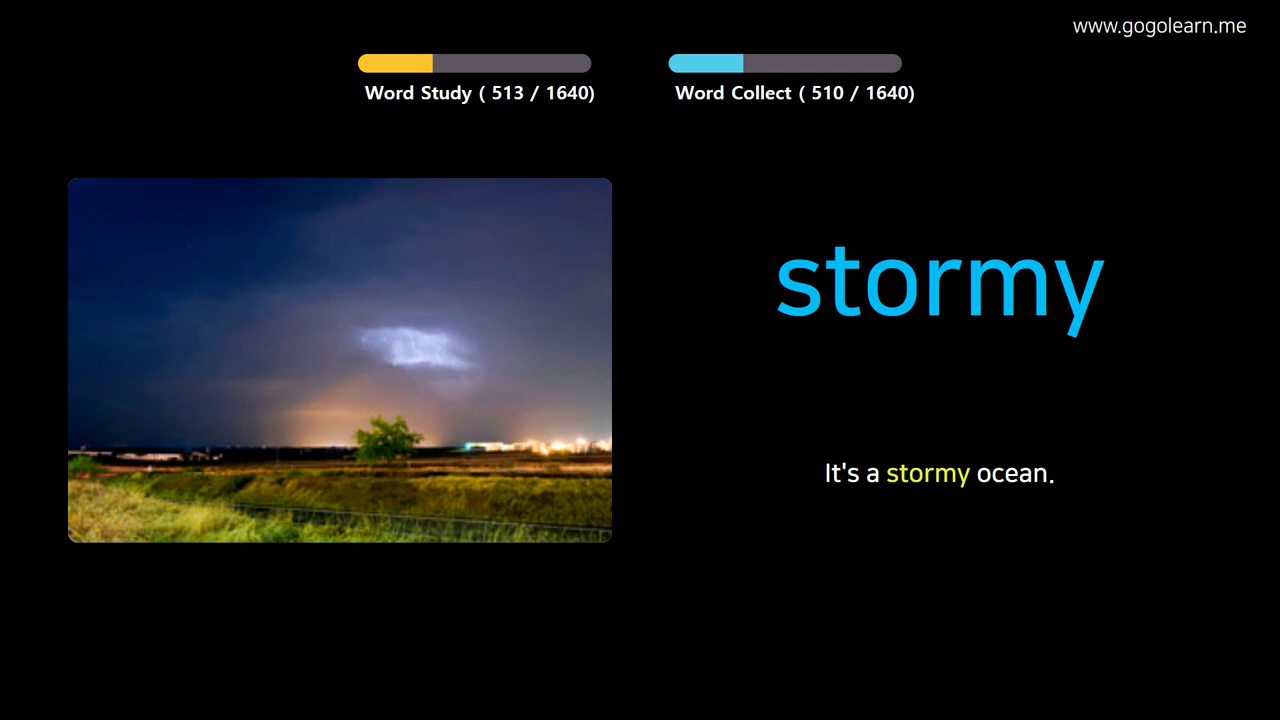 www.gogolearn.me
Word Study ( 513 / 1640)
Word Collect ( 510 / 1640)
stormy
It's a stormy ocean.